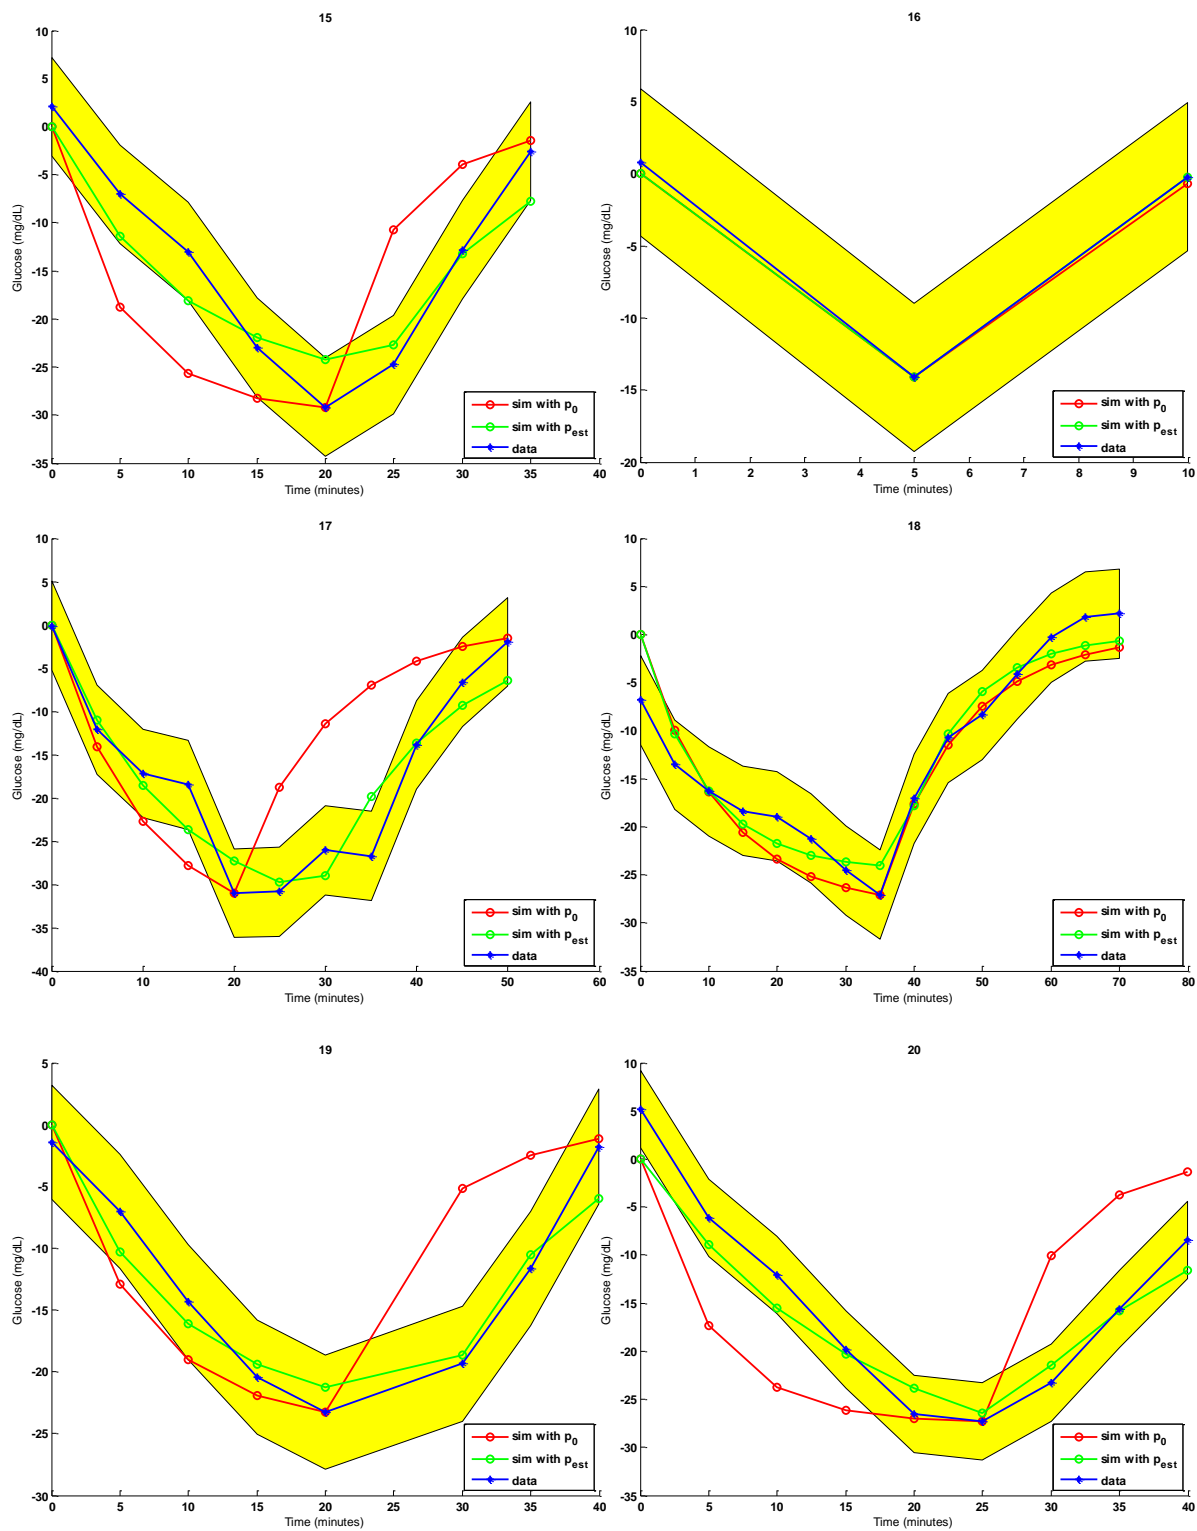 15
10
5
0
-5
-10
-15
-20
-25
-30
-35
Glucose (mg/dL)
0 5 10 15 20 25 30 35 40
Time (minutes)
sim with p0
sim with pest
data
16
10
5
0
-5
-10
-15
-20
Glucose (mg/dL)
0 1 2 3 4 5 6 7 8 9 10
Time (minutes)
sim with p0
sim with pest
data
17
10
5
0
-5
-10
-15
-20
-25
-30
-35
-40
Glucose (mg/dL)
0 10 20 30 40 50 60
Time (minutes)
sim with p0
sim with pest
data
18
10
5
0
-5
-10
-15
-20
-25
-30
-35
Glucose (mg/dL)
0 10 20 30 40 50 60 70 80
Time (minutes)
sim with p0
sim with pest
data
19
5
0
-5
-10
-15
-20
-25
-30
Glucose (mg/dL)
0 5 10 15 20 25 30 35 40
Time (minutes)
sim with p0
sim with pest
data
20
10
5
0
-5
-10
-15
-20
-25
-30
-35
Glucose (mg/dL)
0 5 10 15 20 25 30 35 40
Time (minutes)
sim with p0
sim with pest
data